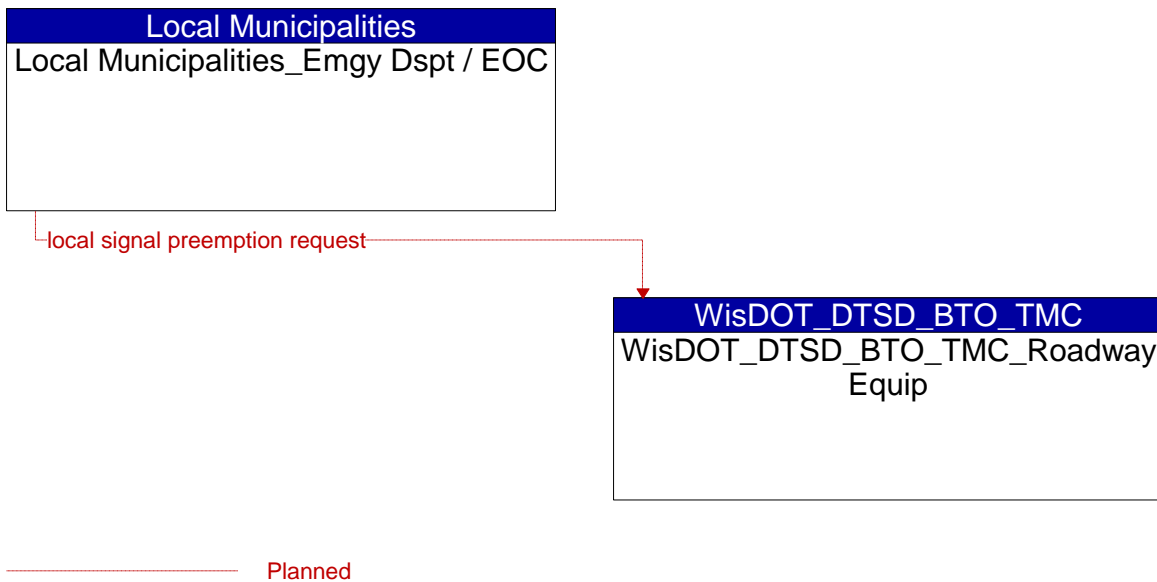 Local Municipalities
Local Municipalities_Emgy Dspt / EOC
local signal preemption request
WisDOT_DTSD_BTO_TMC
WisDOT_DTSD_BTO_TMC_Roadway
Equip
Planned